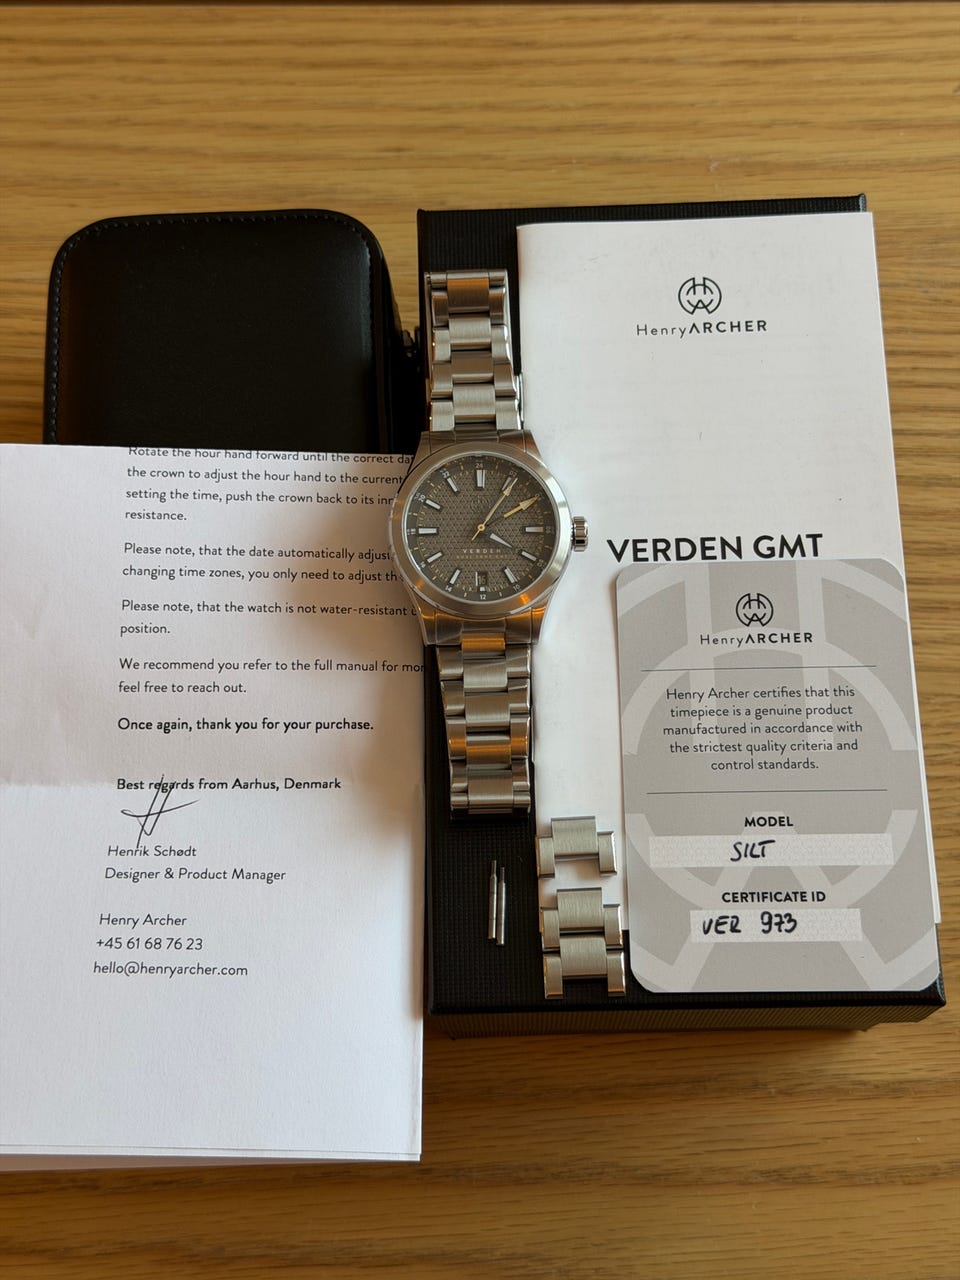 Rotate the hour hand forward until the correct da
the crown to adjust the hour hand to the current
setting the time, push the crown back to its inn
resistance.
Please note, that the date automatically adjus
changing time zones, you only need to adjust th
Please note, that the watch is not water-resistant
position.
We recommend you refer to the full manual for mor
feel free to reach out.
Once again, thank you for your purchase.
Best regards from Aarhus, Denmark
Henrik Schødt
Designer & Product Manager
Henry Archer
+45 61 68 76 23
hello@henryarcher.com
24
VERDEN
12
HenryARCHER
VERDEN GMT
HenryARCHER
Henry Archer certifies that this
timepiece is a genuine product
manufactured in accordance with
the strictest quality criteria and
control standards.
MODEL
SILT
CERTIFICATE ID
VER 973